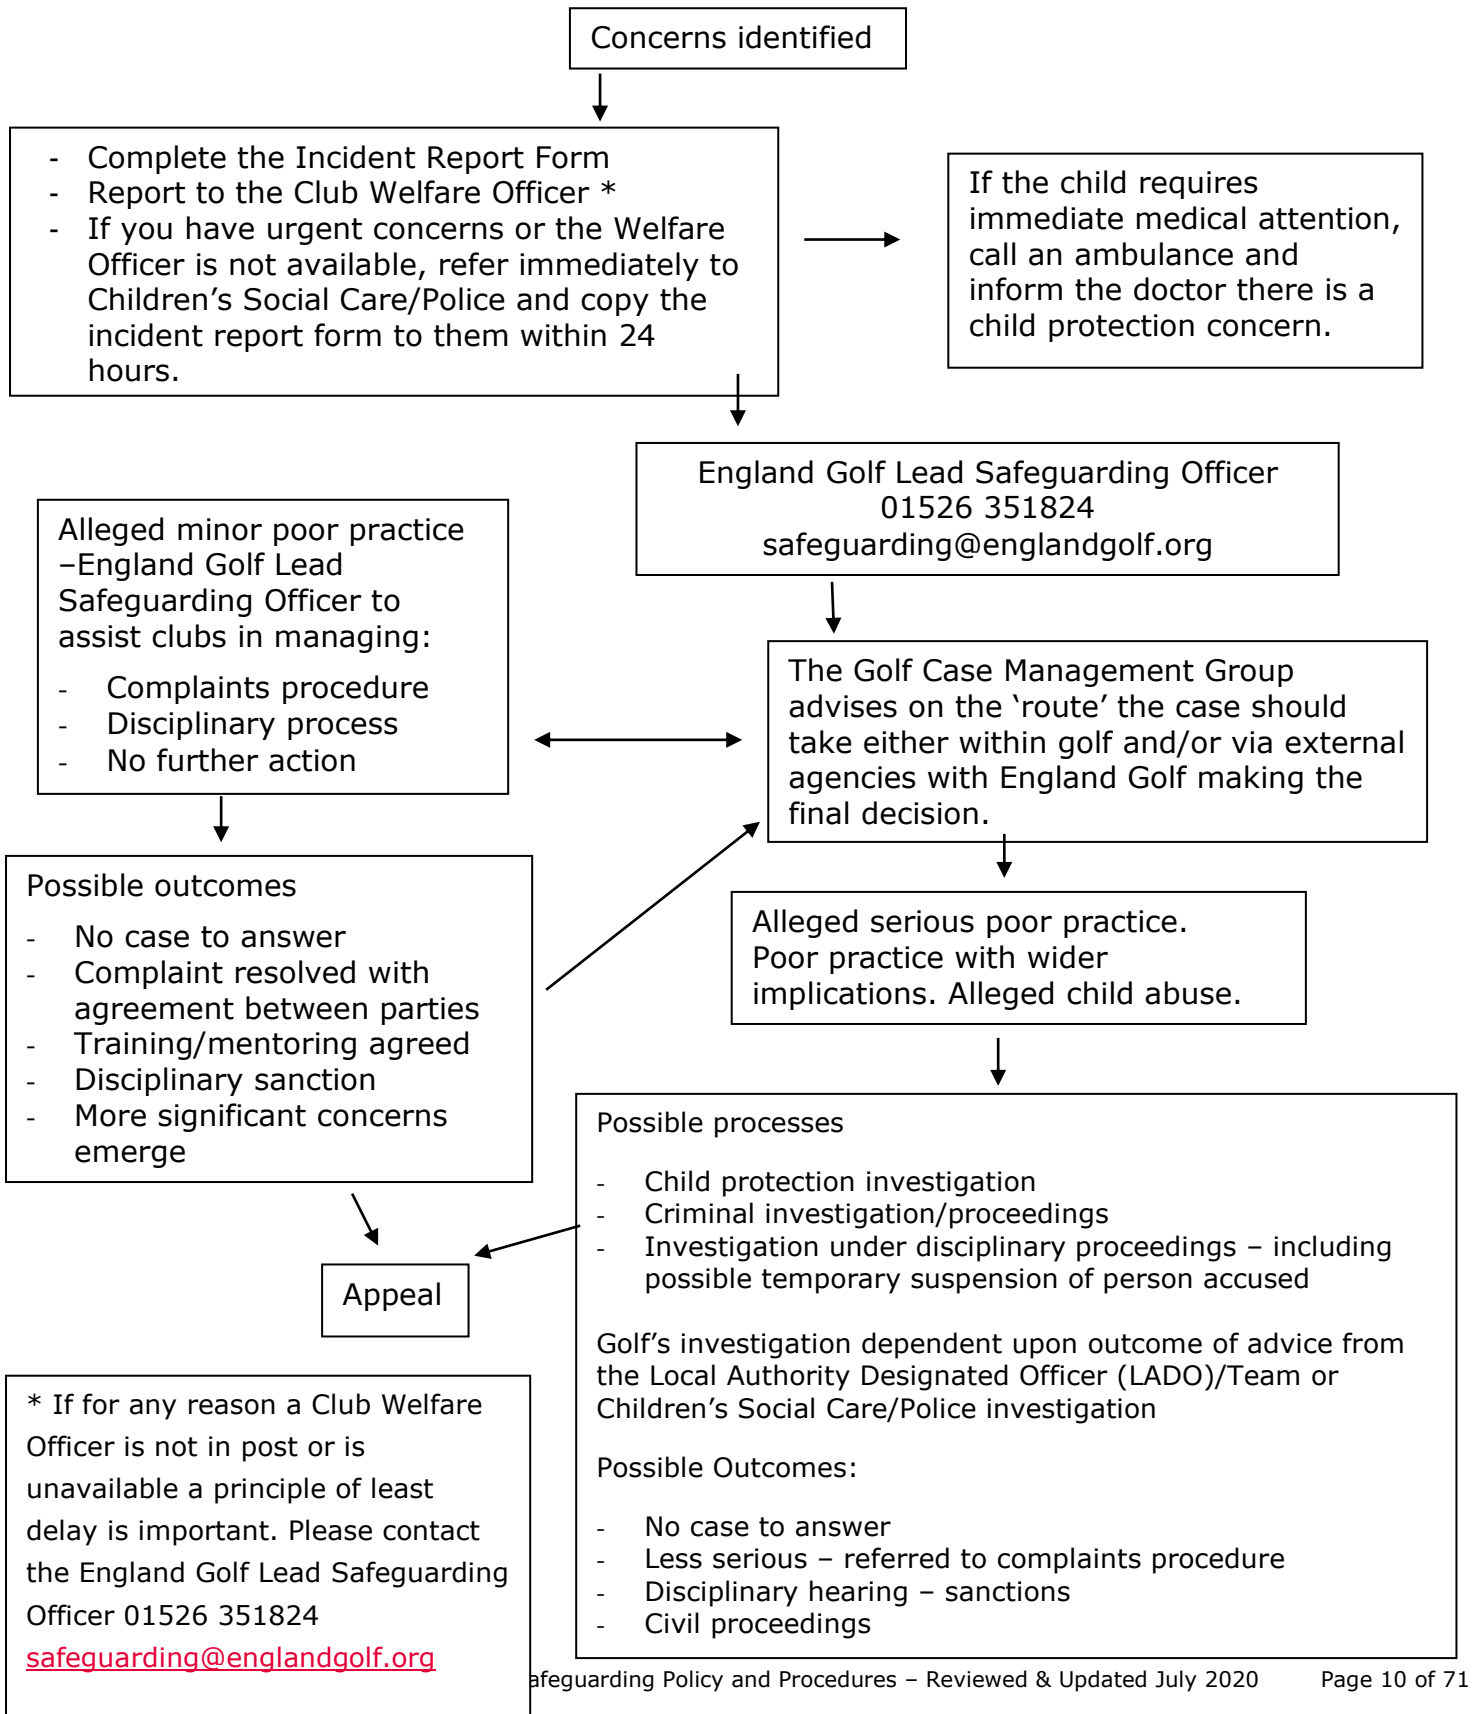 Concerns identified
- Complete the Incident Report Form
- Report to the Club Welfare Officer *
- If you have urgent concerns or the Welfare
Officer is not available, refer immediately to
Children’s Social Care/Police and copy the
incident report form to them within 24
hours.
If the child requires
immediate medical attention,
call an ambulance and
inform the doctor there is a
child protection concern.
England Golf Lead Safeguarding Officer
01526 351824
safeguarding@englandgolf.org
Alleged minor poor practice
–England Golf Lead
Safeguarding Officer to
assist clubs in managing:
- Complaints procedure
- Disciplinary process
- No further action
The Golf Case Management Group
advises on the ‘route’ the case should
take either within golf and/or via external
agencies with England Golf making the
final decision.
Possible outcomes
- No case to answer
- Complaint resolved with
agreement between parties
- Training/mentoring agreed
- Disciplinary sanction
- More significant concerns
emerge
Alleged serious poor practice.
Poor practice with wider
implications. Alleged child abuse.
Possible processes
- Child protection investigation
- Criminal investigation/proceedings
- Investigation under disciplinary proceedings – including
possible temporary suspension of person accused
Golf’s investigation dependent upon outcome of advice from
the Local Authority Designated Officer (LADO)/Team or
Children’s Social Care/Police investigation
Possible Outcomes:
- No case to answer
- Less serious – referred to complaints procedure
- Disciplinary hearing – sanctions
- Civil proceedings
Appeal
* If for any reason a Club Welfare
Officer is not in post or is
unavailable a principle of least
delay is important. Please contact
the England Golf Lead Safeguarding
Officer 01526 351824
safeguarding@englandgolf.org
afeguarding Policy and Procedures – Reviewed & Updated July 2020 Page 10 of 71